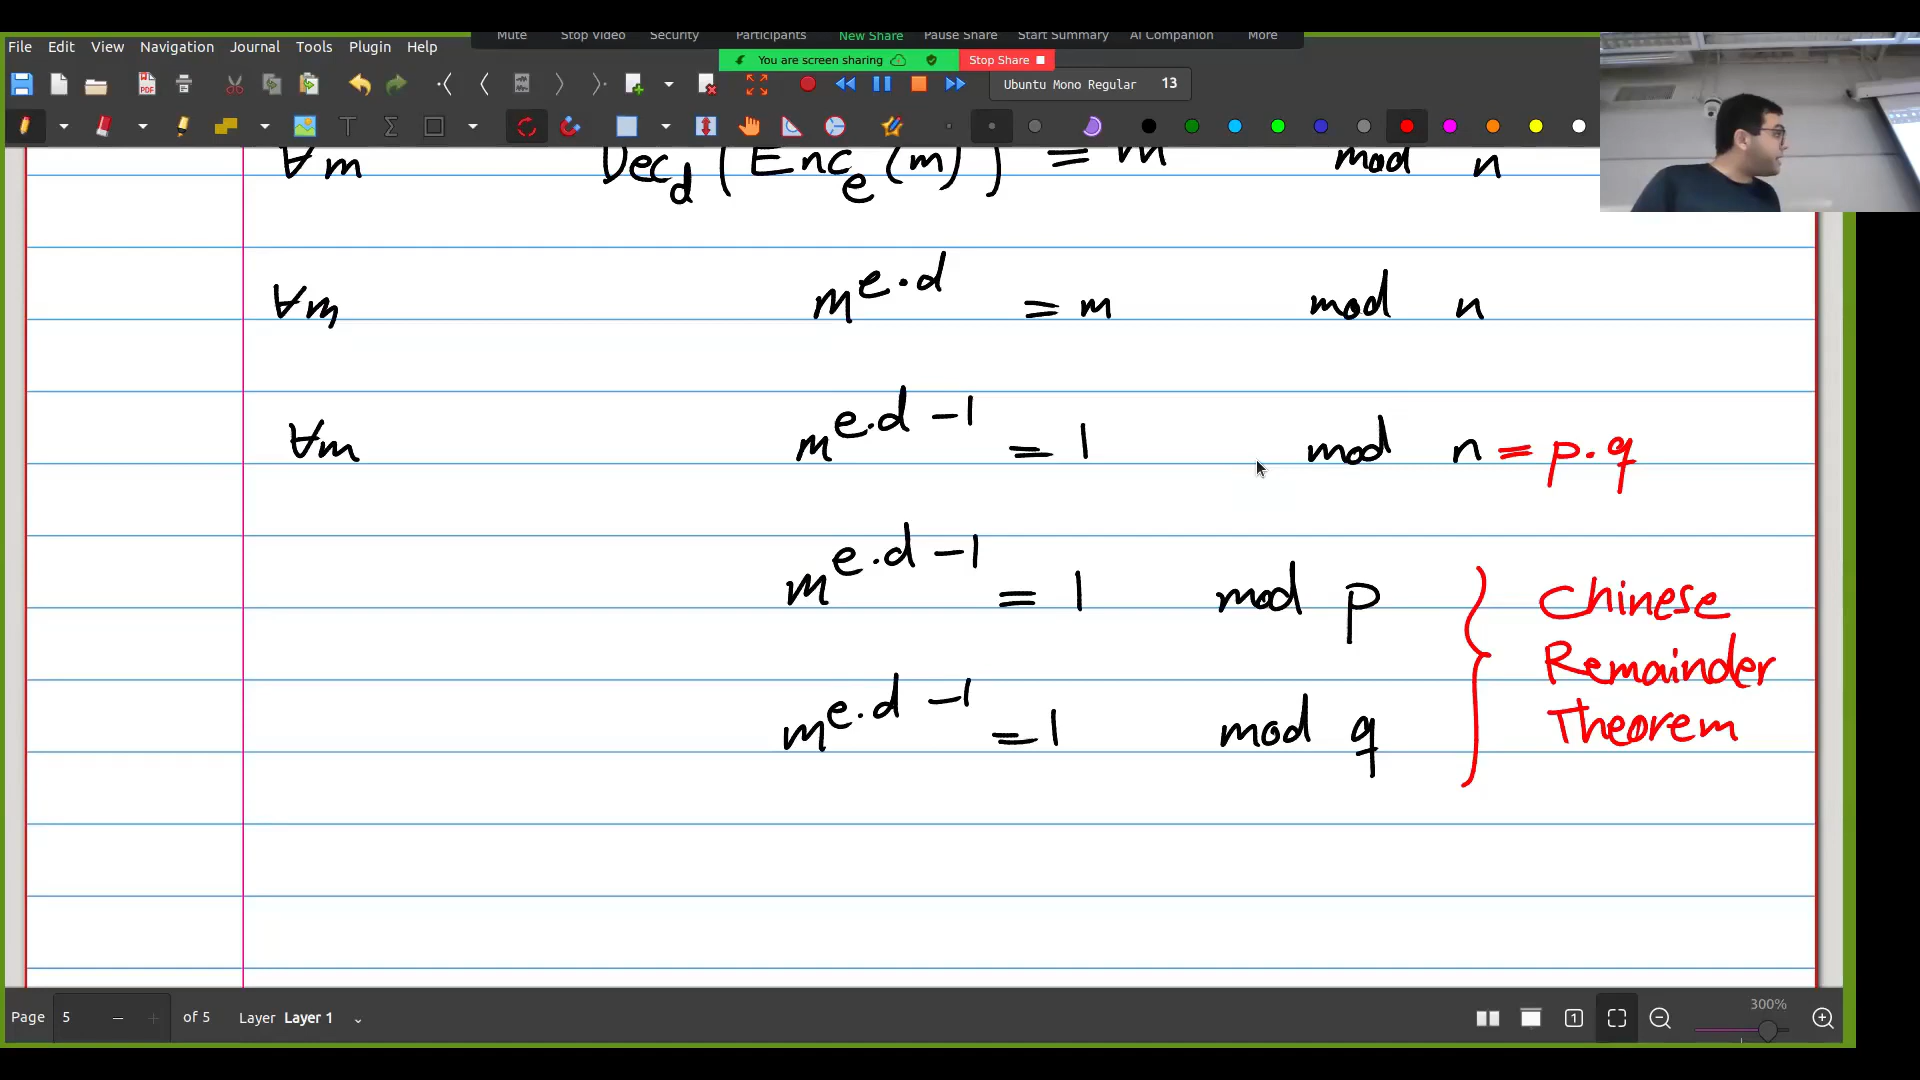 Mute Stop Video Security Participants New Share Pause Share Start Summary AI Companion More
You are screen sharing Stop Share
File Edit View Navigation Journal Tools Plugin Help
Ubuntu Mono Regular 13
∀m Dec_d (Enc_e (m)) = m mod n
∀m m^{e.d} = m mod n
∀m m^{e.d -1} = 1 mod n = p.q
m^{e.d -1} = 1 mod p
m^{e.d -1} = 1 mod q
Chinese
Remainder
Theorem
Page 5 of 5 Layer Layer 1 300%